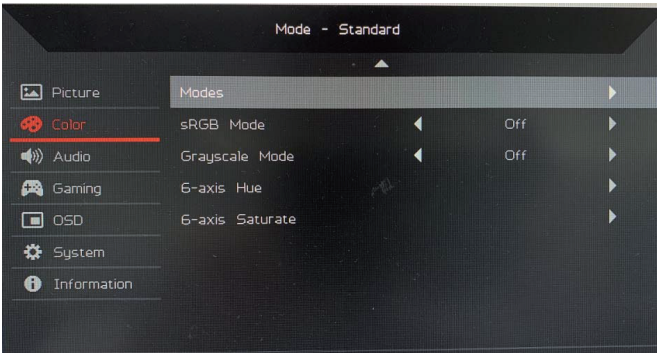 Mode - Standard
Picture
Modes
Color
sRGB Mode Off
Audio
Grayscale Mode Off
Gaming
6-axis Hue
OSD
6-axis Saturate
System
Information